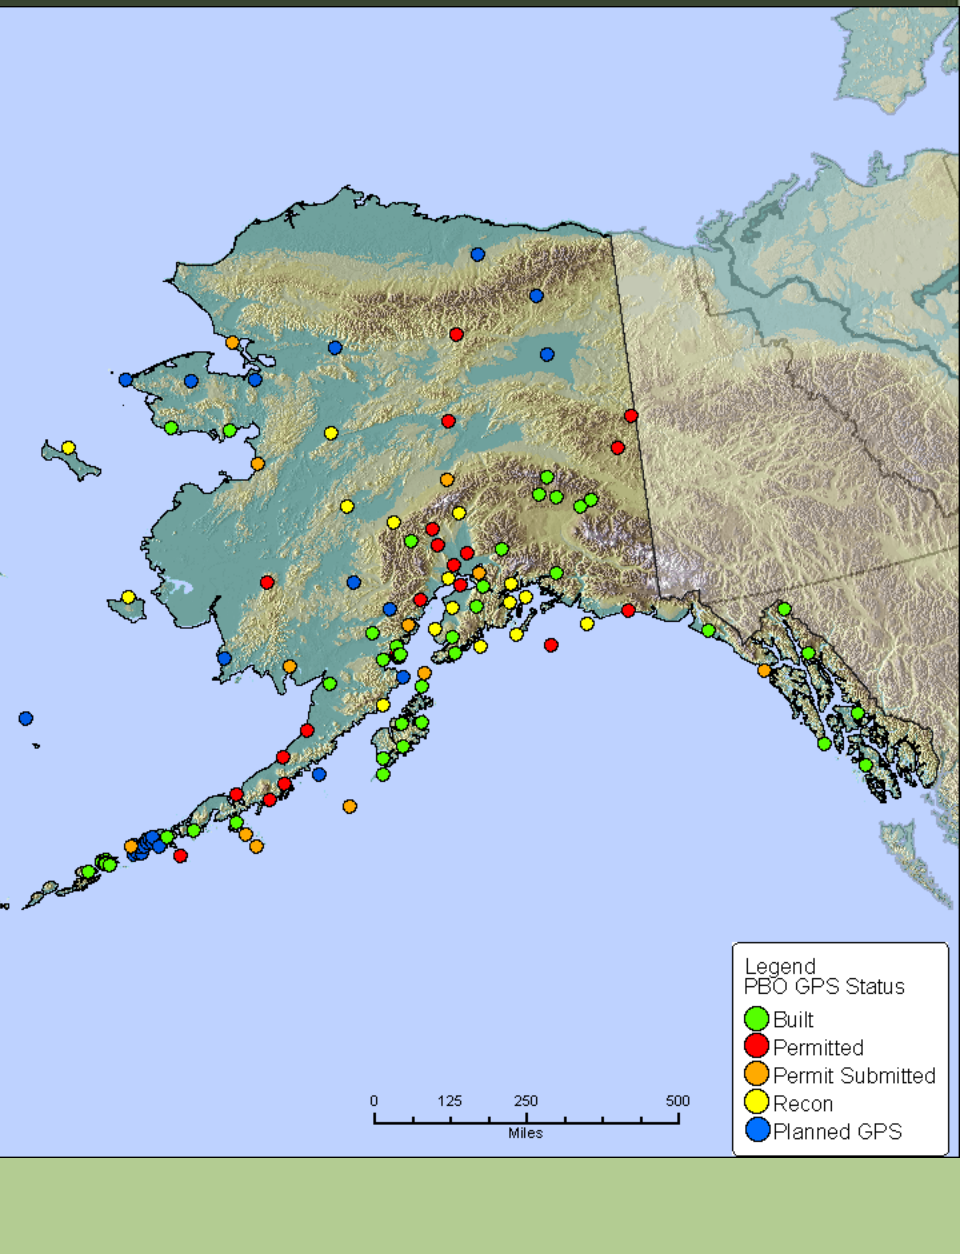 Legend
PBO GPS Status
Built
Permitted
Permit Submitted
Recon
Planned GPS
0 125 250 500
Miles